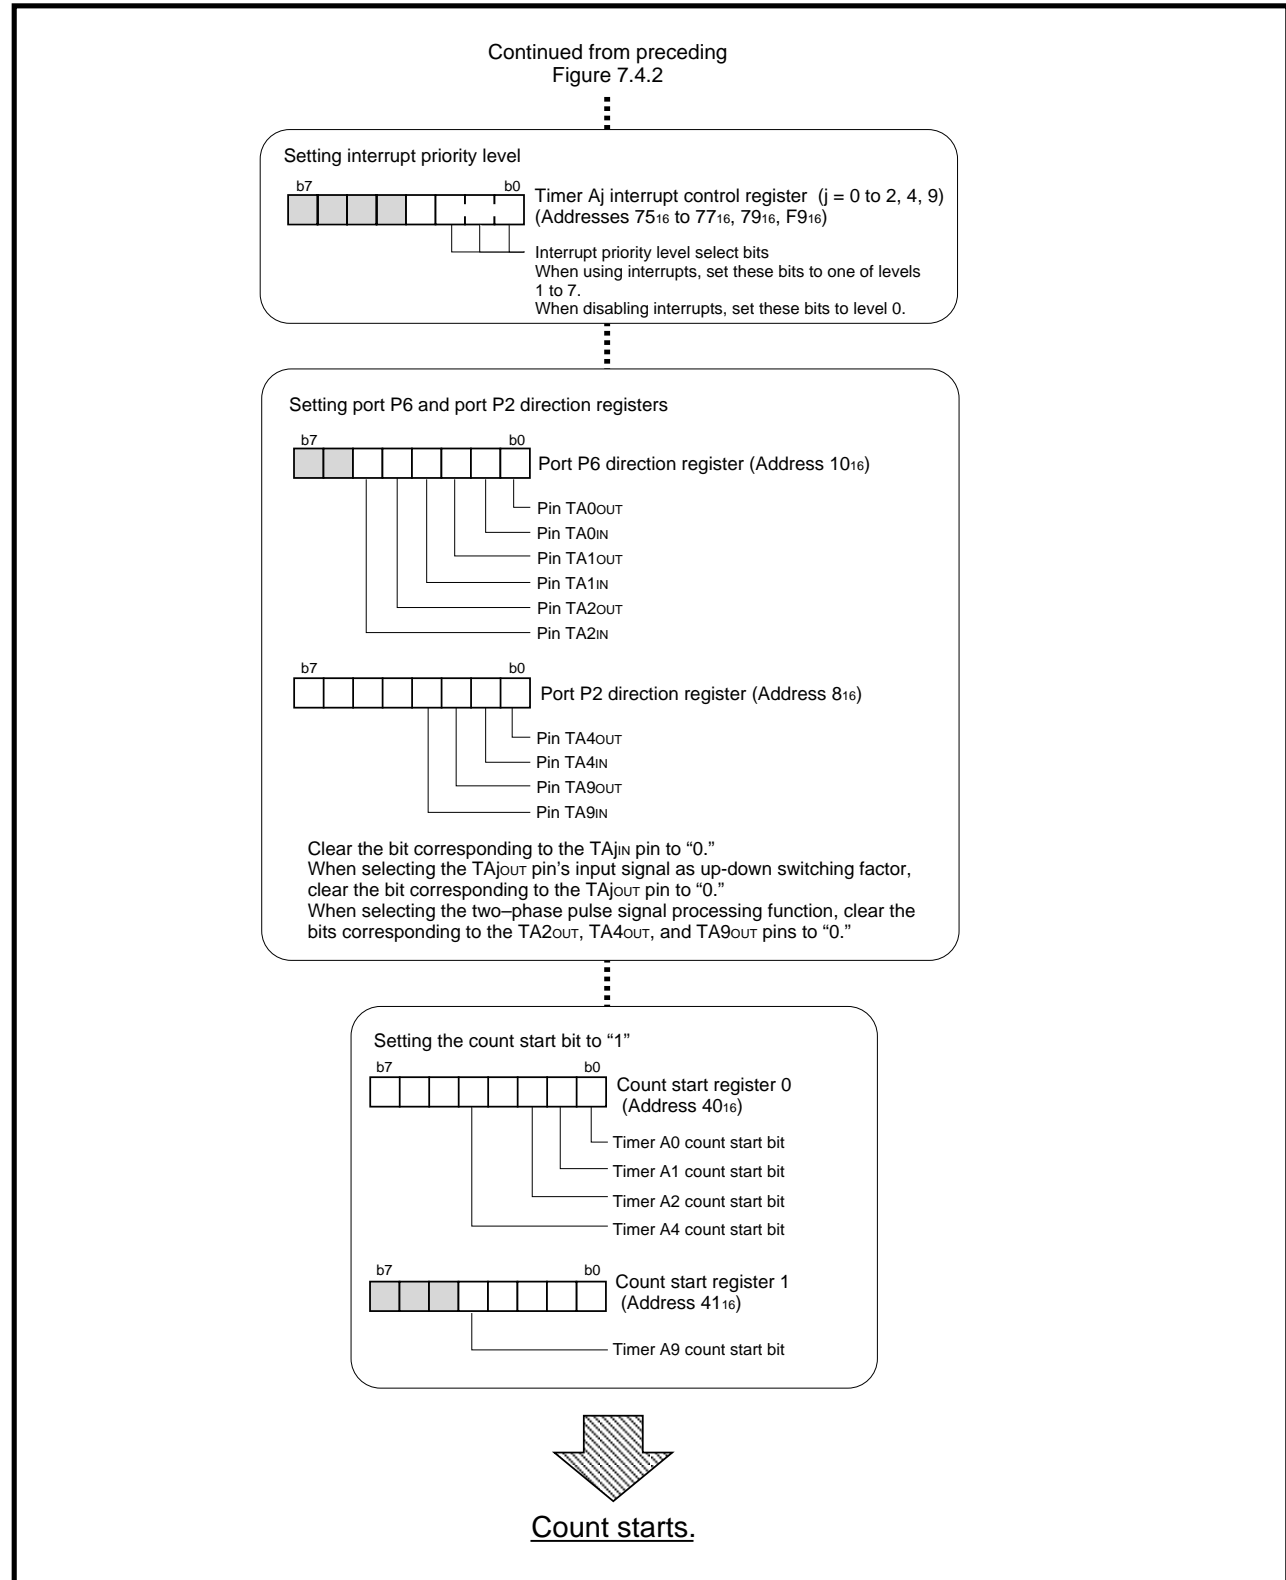 Continued from preceding
Figure 7.4.2
Setting interrupt priority level
b7 b0
Timer Aj interrupt control register (j = 0 to 2, 4, 9)
(Addresses 7516 to 7716, 7916, F916)
Interrupt priority level select bits
When using interrupts, set these bits to one of levels
1 to 7.
When disabling interrupts, set these bits to level 0.
Setting port P6 and port P2 direction registers
b7 b0
Port P6 direction register (Address 1016)
Pin TA0OUT
Pin TA0IN
Pin TA1OUT
Pin TA1IN
Pin TA2OUT
Pin TA2IN
b7 b0
Port P2 direction register (Address 816)
Pin TA4OUT
Pin TA4IN
Pin TA9OUT
Pin TA9IN
Clear the bit corresponding to the TAjIN pin to “0.”
When selecting the TAjOUT pin’s input signal as up-down switching factor,
clear the bit corresponding to the TAjOUT pin to “0.”
When selecting the two–phase pulse signal processing function, clear the
bits corresponding to the TA2OUT, TA4OUT, and TA9OUT pins to “0.”
Setting the count start bit to “1”
b7 b0
Count start register 0
(Address 4016)
Timer A0 count start bit
Timer A1 count start bit
Timer A2 count start bit
Timer A4 count start bit
b7 b0
Count start register 1
(Address 4116)
Timer A9 count start bit
Count starts.